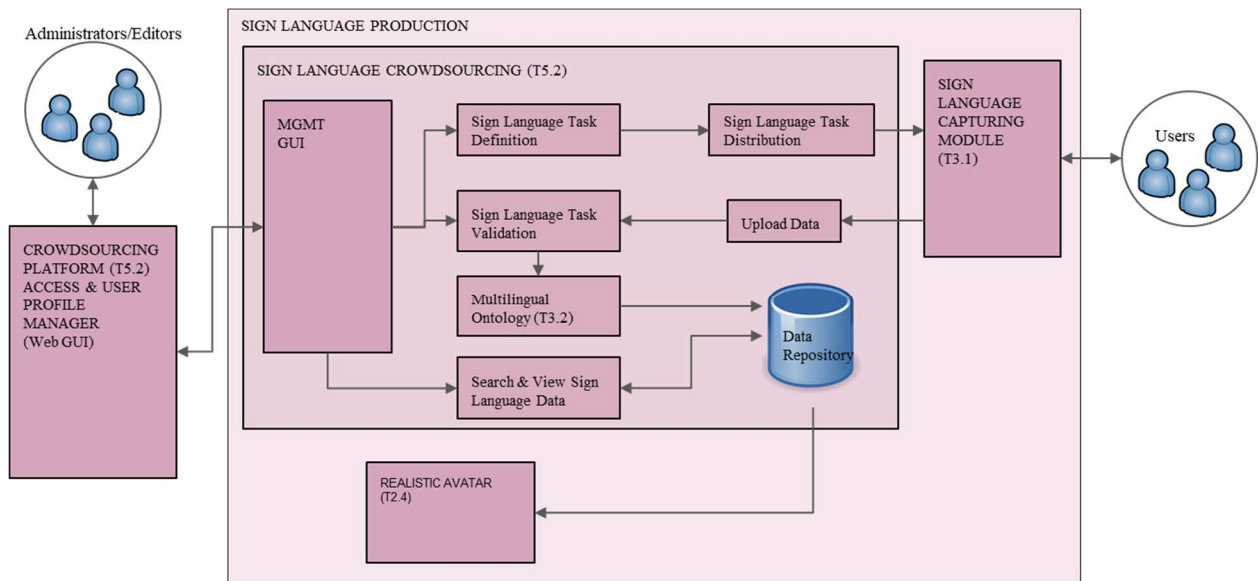 Administrators/Editors
SIGN LANGUAGE PRODUCTION
SIGN LANGUAGE CROWDSOURCING (T5.2)
MGMT
GUI
Sign Language Task
Definition
Sign Language Task
Distribution
SIGN
LANGUAGE
CAPTURING
MODULE
(T3.1)
Users
Sign Language Task
Validation
Upload Data
CROWDSOURCING
PLATFORM (T5.2)
ACCESS & USER
PROFILE
MANAGER
(Web GUI)
Multilingual
Ontology (T3.2)
Data
Repository
Search & View Sign
Language Data
REALISTIC AVATAR
(T2.4)